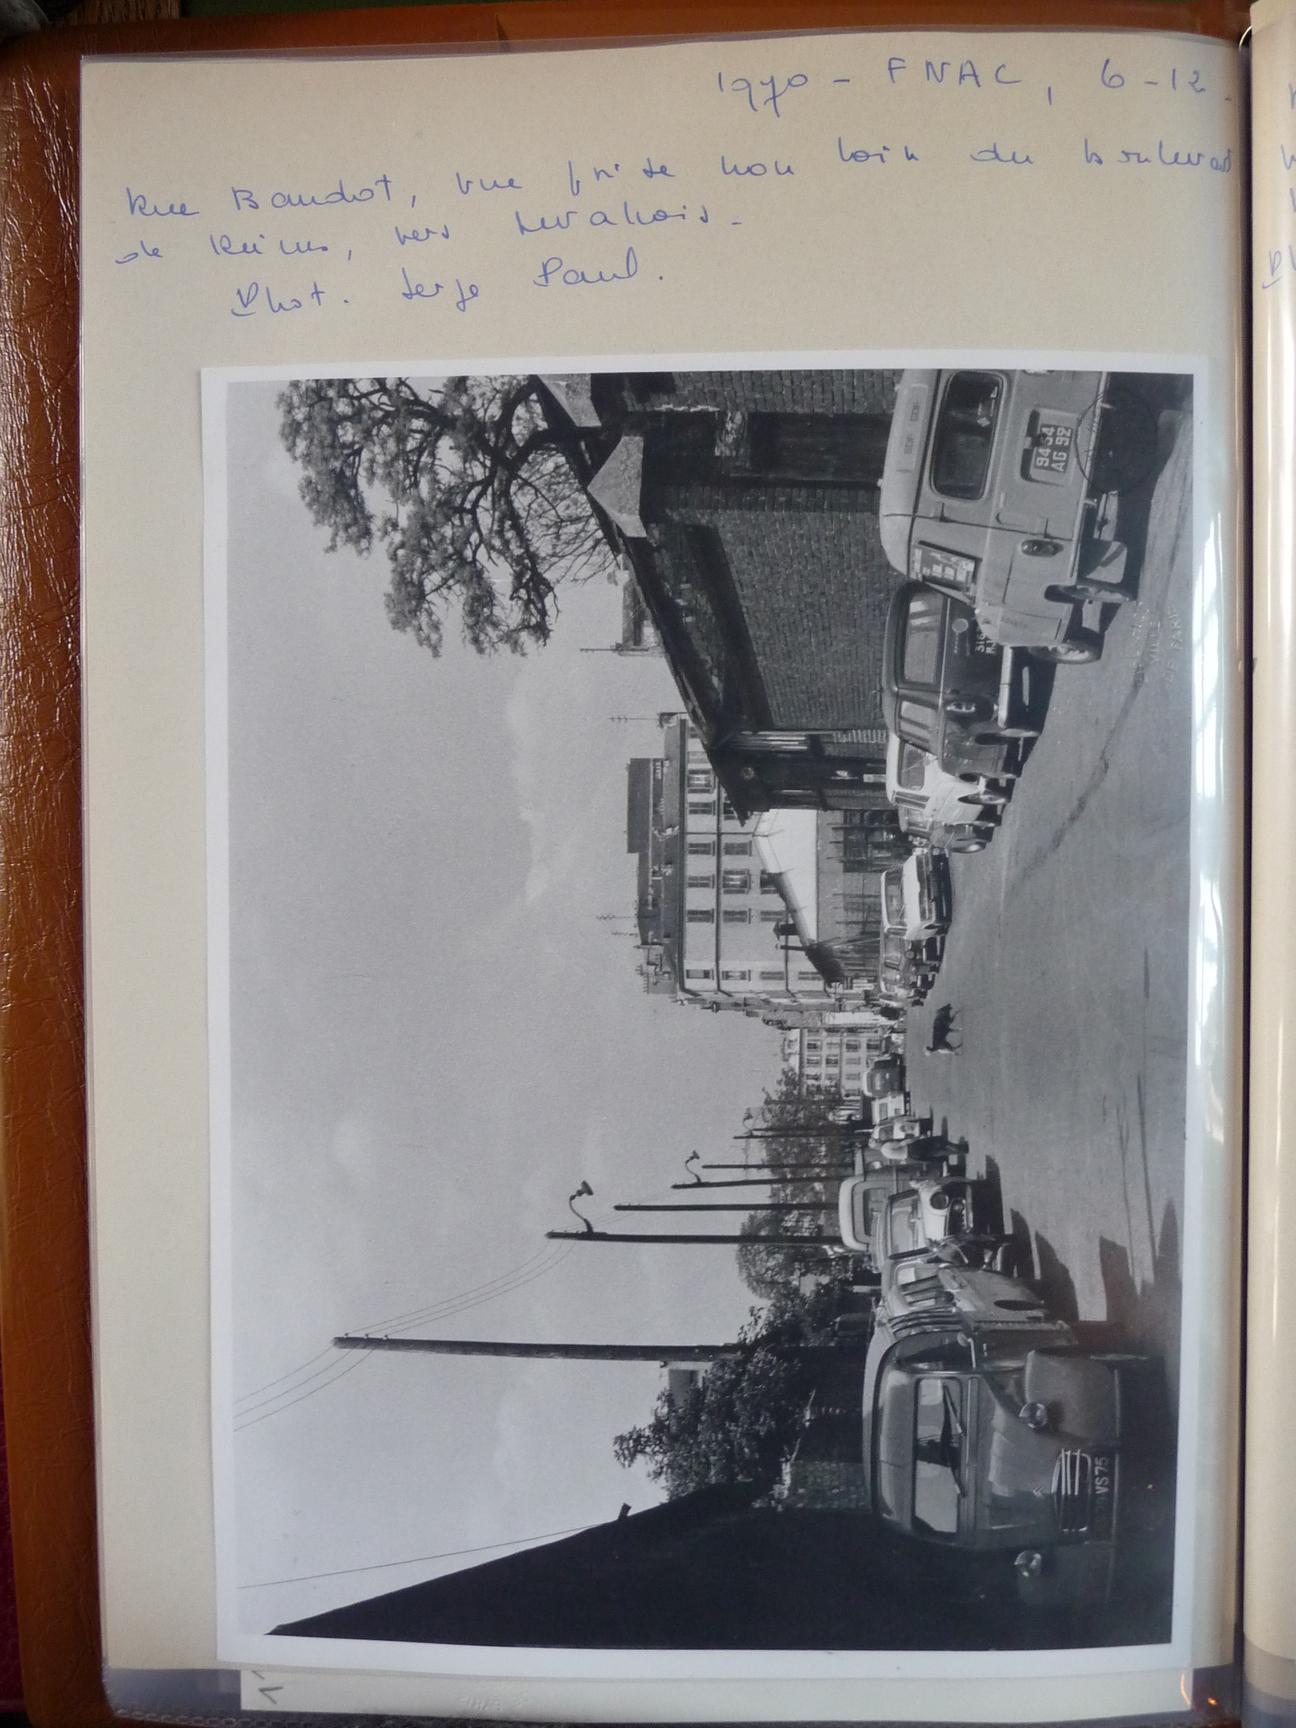 1970 - FNAC, 6-12.
Rue Baudot, vue prise non loin du boulevard
de Reims, vers Levallois -
Phot. Serge Paul.
9464
AG 92
VS 75
VILLE
DE PARIS